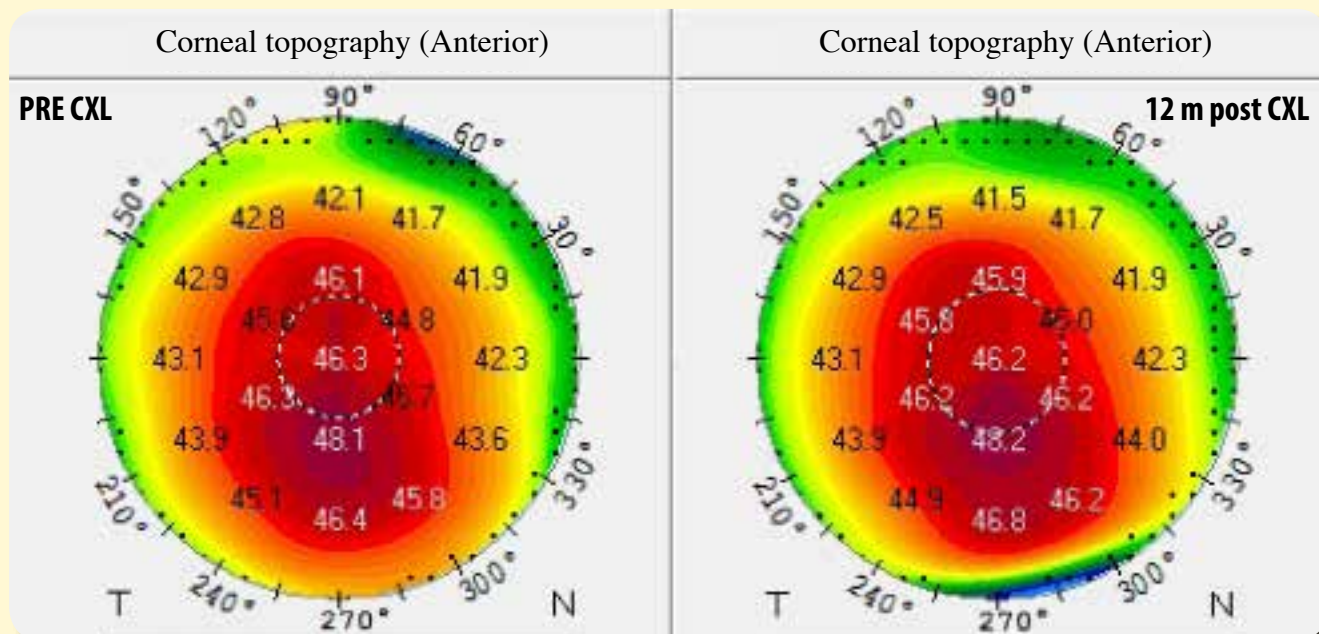 Corneal topography (Anterior)
PRE CXL
90°
120° 60°
150° 30°
42.1
42.8 41.7
42.9 46.1 41.9
44.8
43.1 46.3 42.3
46.3
43.9 48.1 43.6
45.1 46.4 45.8
210° 330°
240° 300°
T 270° N
Corneal topography (Anterior)
12 m post CXL
90°
120° 60°
150° 30°
41.5
42.5 41.7
42.9 45.9 41.9
45.8 45.0
43.1 46.2 42.3
46.2 46.2
43.9 48.2 44.0
44.9 46.8 46.2
210° 330°
240° 300°
T 270° N